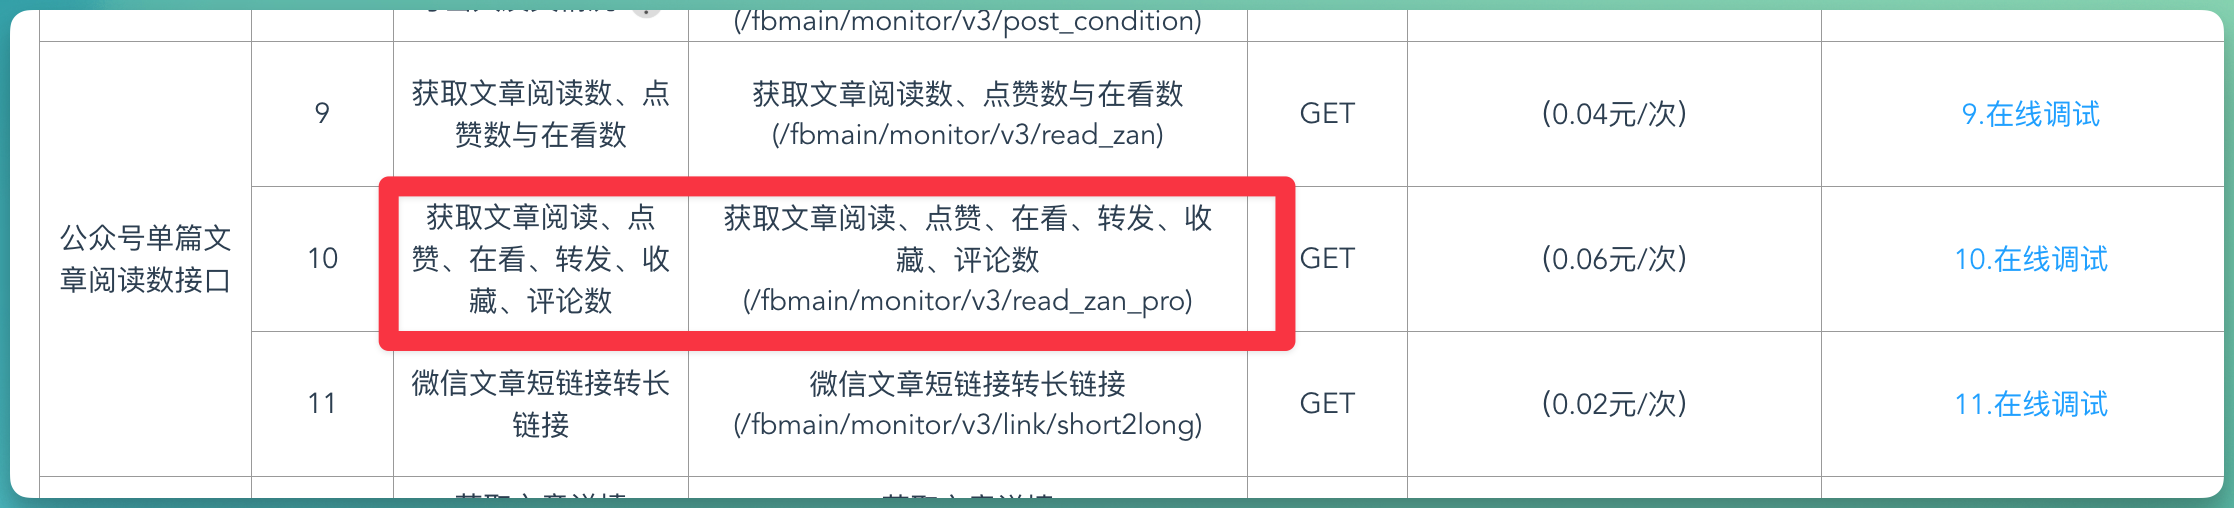 (/fbmain/monitor/v3/post_condition)
公众号单篇文
章阅读数接口
9
获取文章阅读数、点
赞数与在看数
获取文章阅读数、点赞数与在看数
(/fbmain/monitor/v3/read_zan)
GET
(0.04元/次)
9.在线调试
10
获取文章阅读、点
赞、在看、转发、收
藏、评论数
获取文章阅读、点赞、在看、转发、收
藏、评论数
(/fbmain/monitor/v3/read_zan_pro)
GET
(0.06元/次)
10.在线调试
11
微信文章短链接转长
链接
微信文章短链接转长链接
(/fbmain/monitor/v3/link/short2long)
GET
(0.02元/次)
11.在线调试